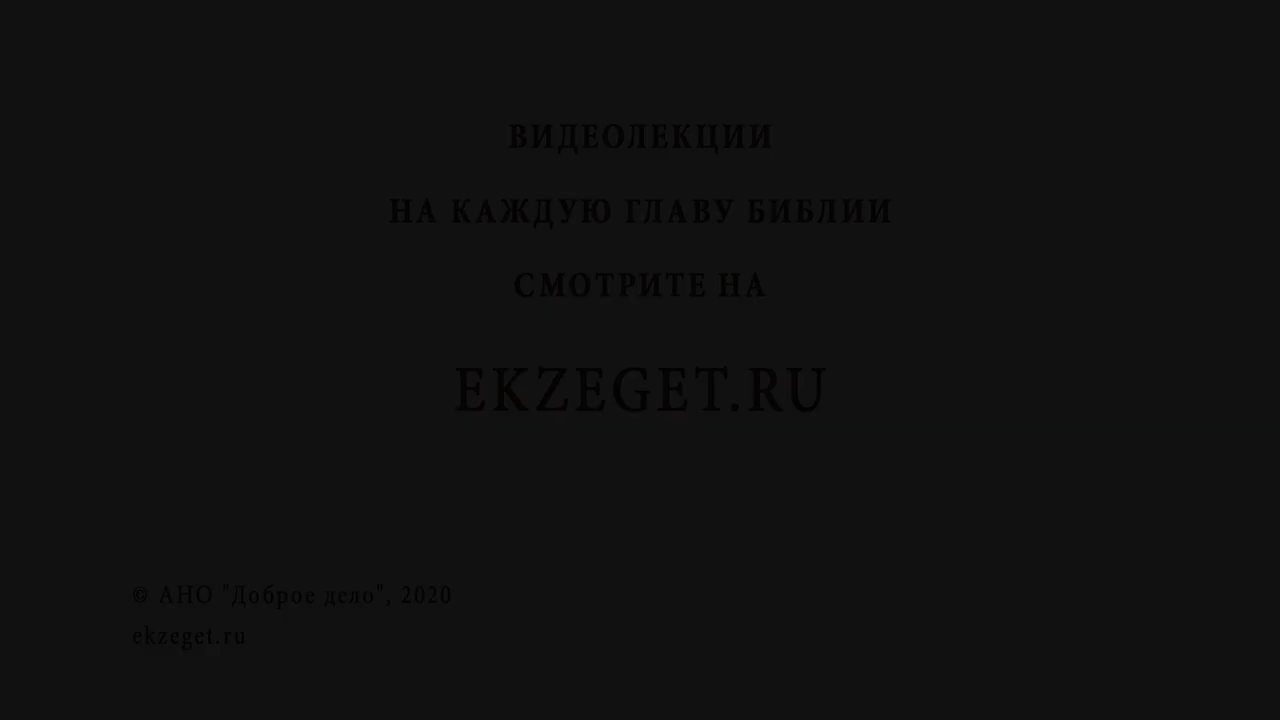 ВИДЕОЛЕКЦИИ
НА КАЖДУЮ ГЛАВУ БИБЛИИ
СМОТРИТЕ НА
EKZEGET.RU
© АНО "Доброе дело", 2020
ekzeget.ru